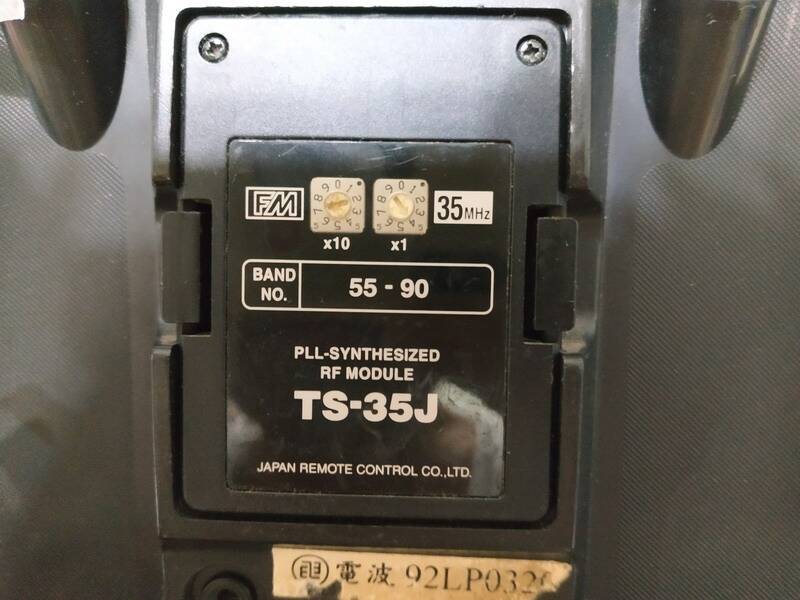 FM 35MHz
x10 x1
BAND NO. 55 - 90
PLL-SYNTHESIZED
RF MODULE
TS-35J
JAPAN REMOTE CONTROL CO.,LTD.
電波 92LP032